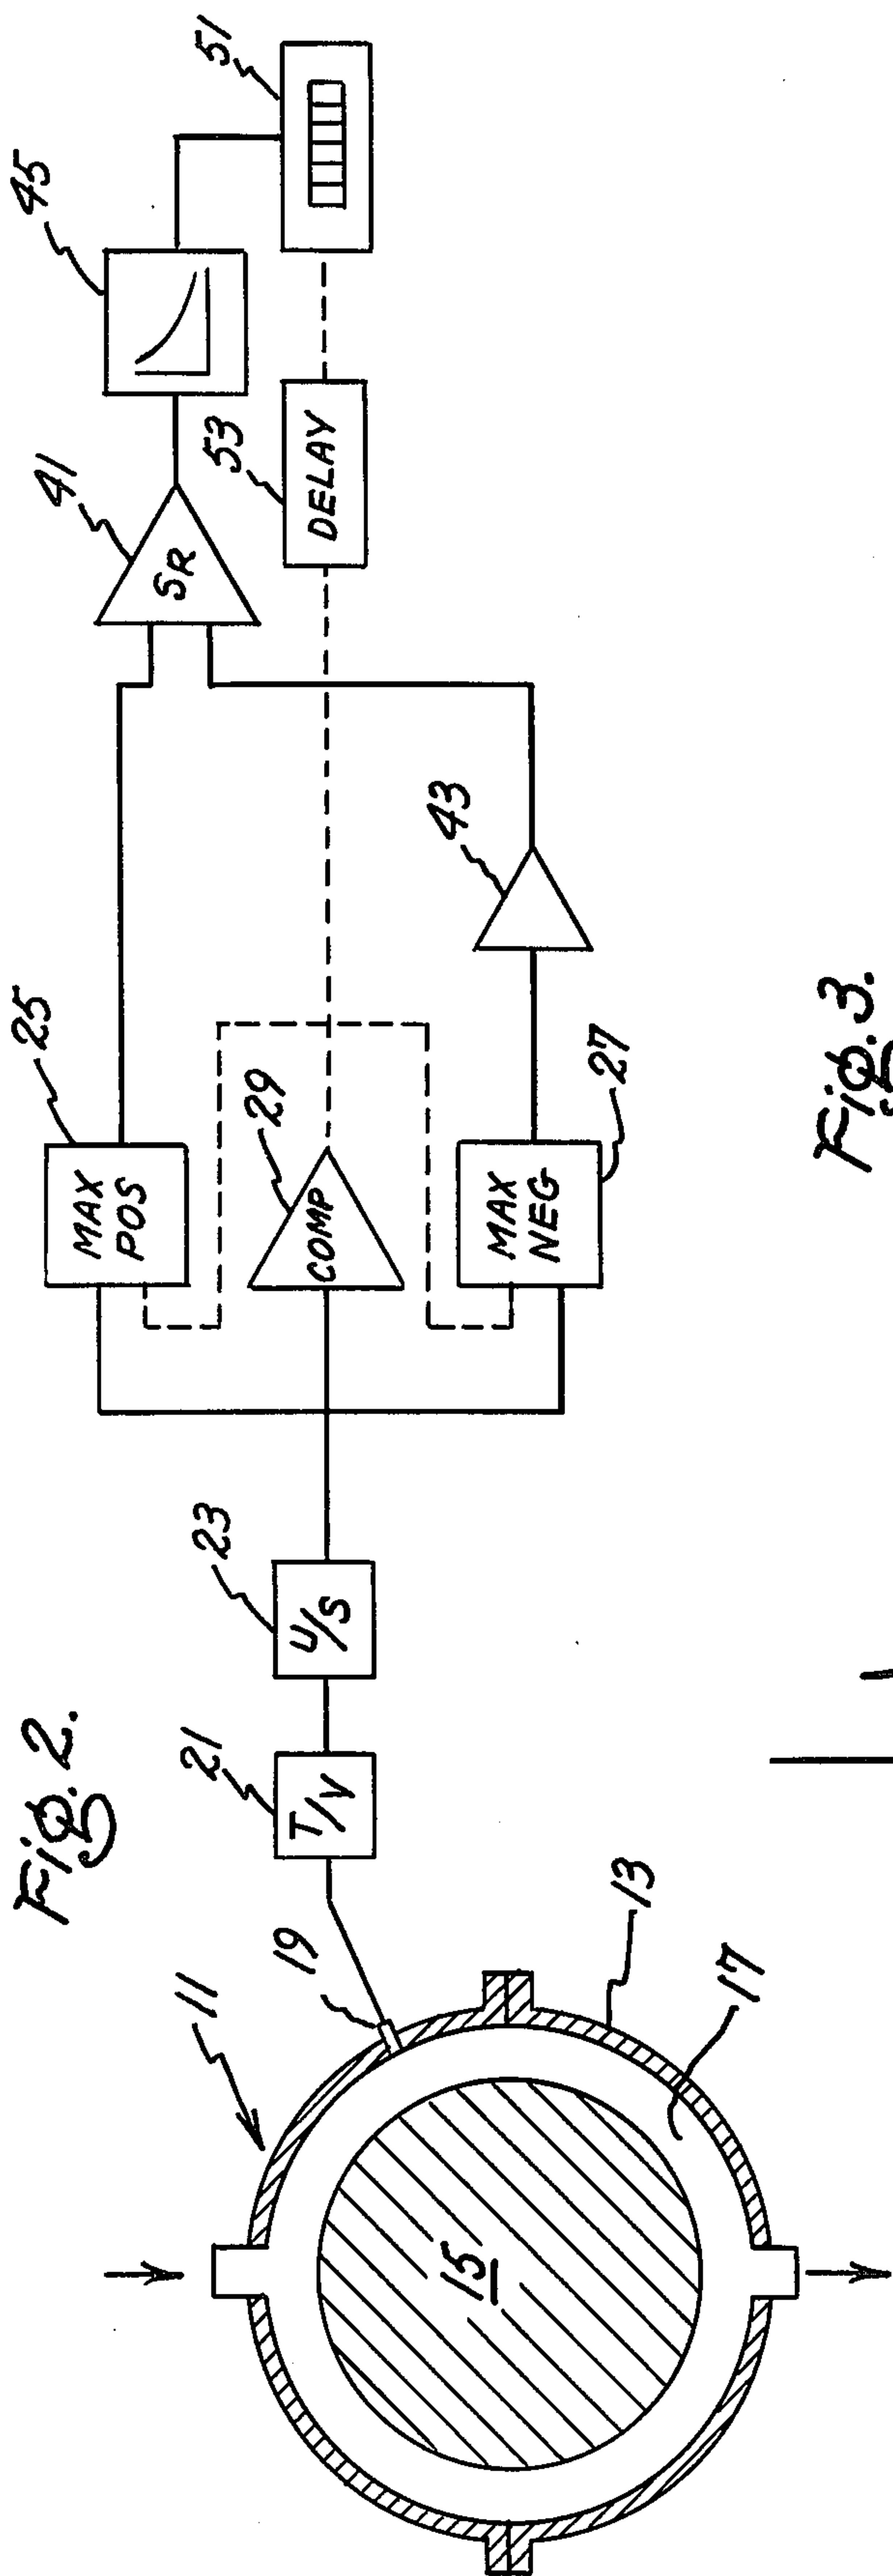 Fig. 2.
11
19
21
T/V
23
U/S
25
MAX
POS
29
COMP
MAX
NEG
27
43
41
SR
45
53
DELAY
51
15
17
13
Fig. 3.